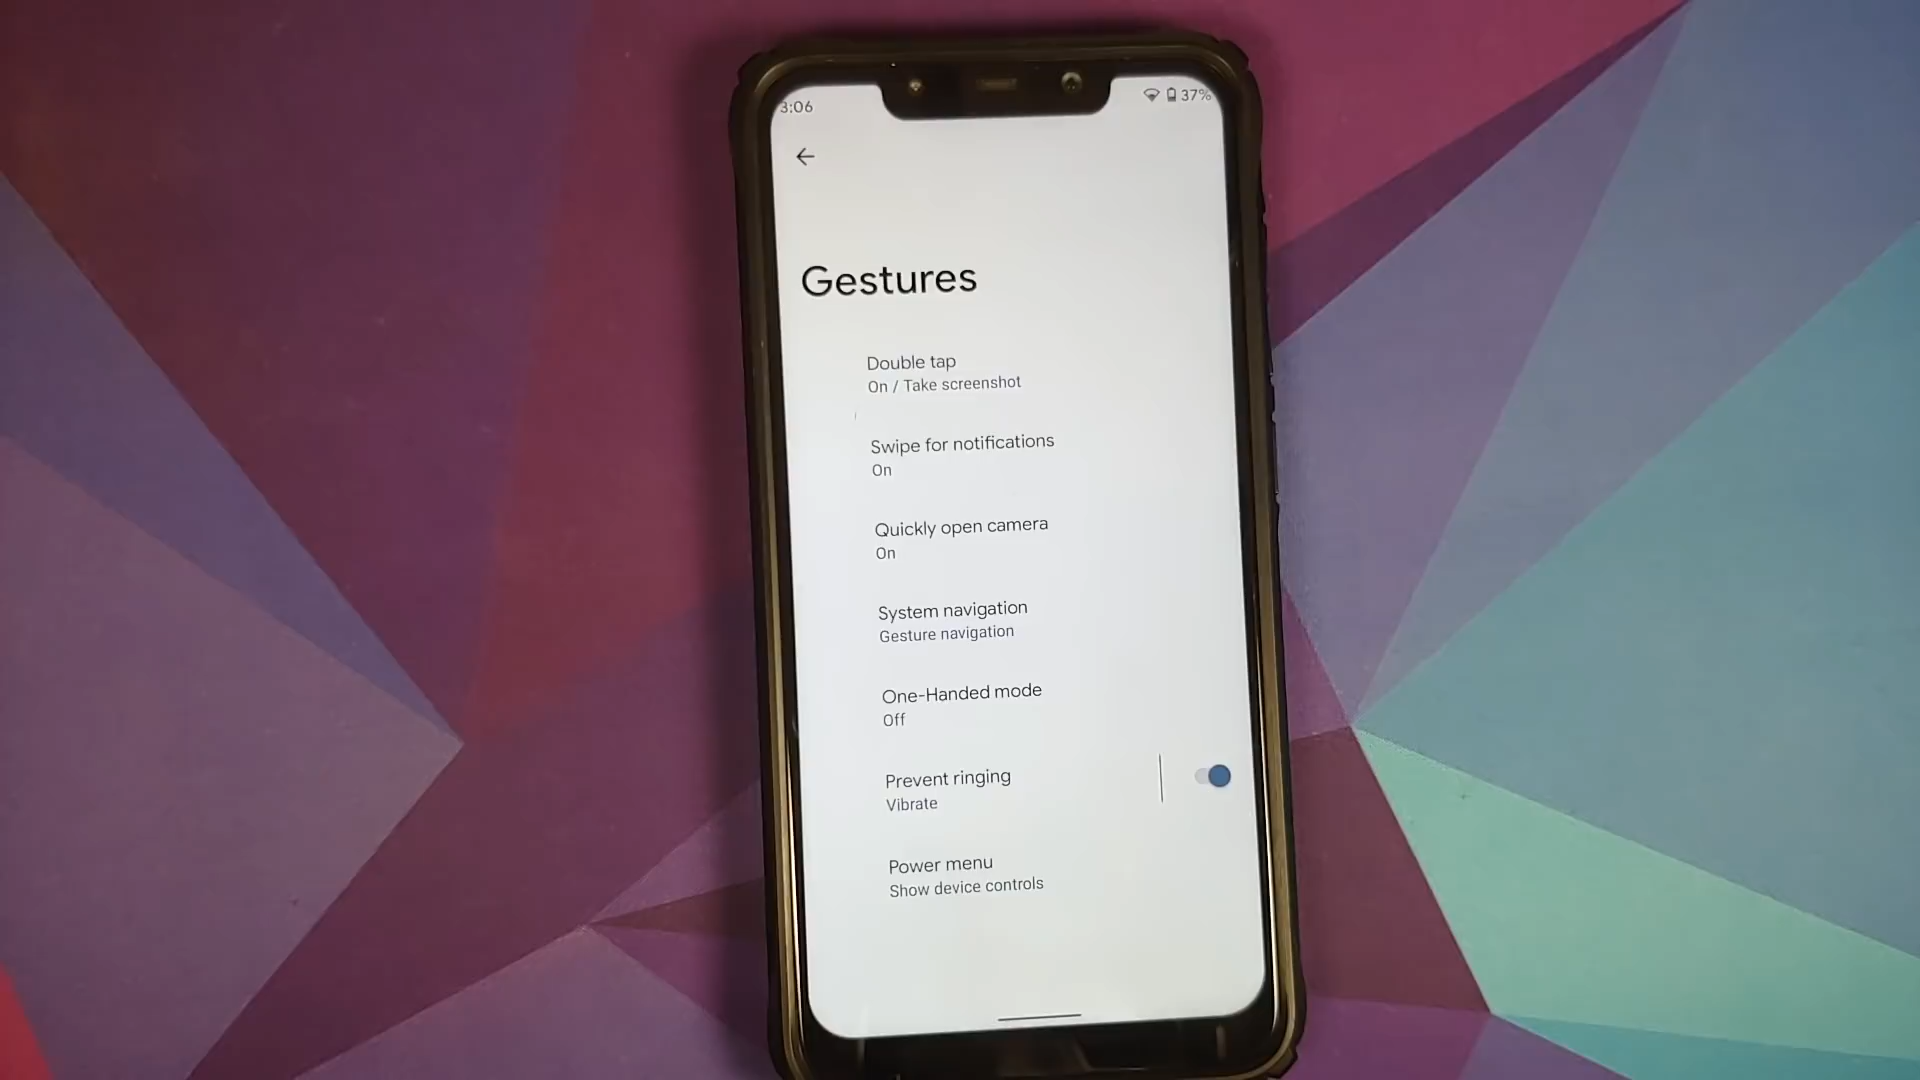 3:06
37%
Gestures
Double tap
On / Take screenshot
Swipe for notifications
On
Quickly open camera
On
System navigation
Gesture navigation
One-Handed mode
Off
Prevent ringing
Vibrate
Power menu
Show device controls